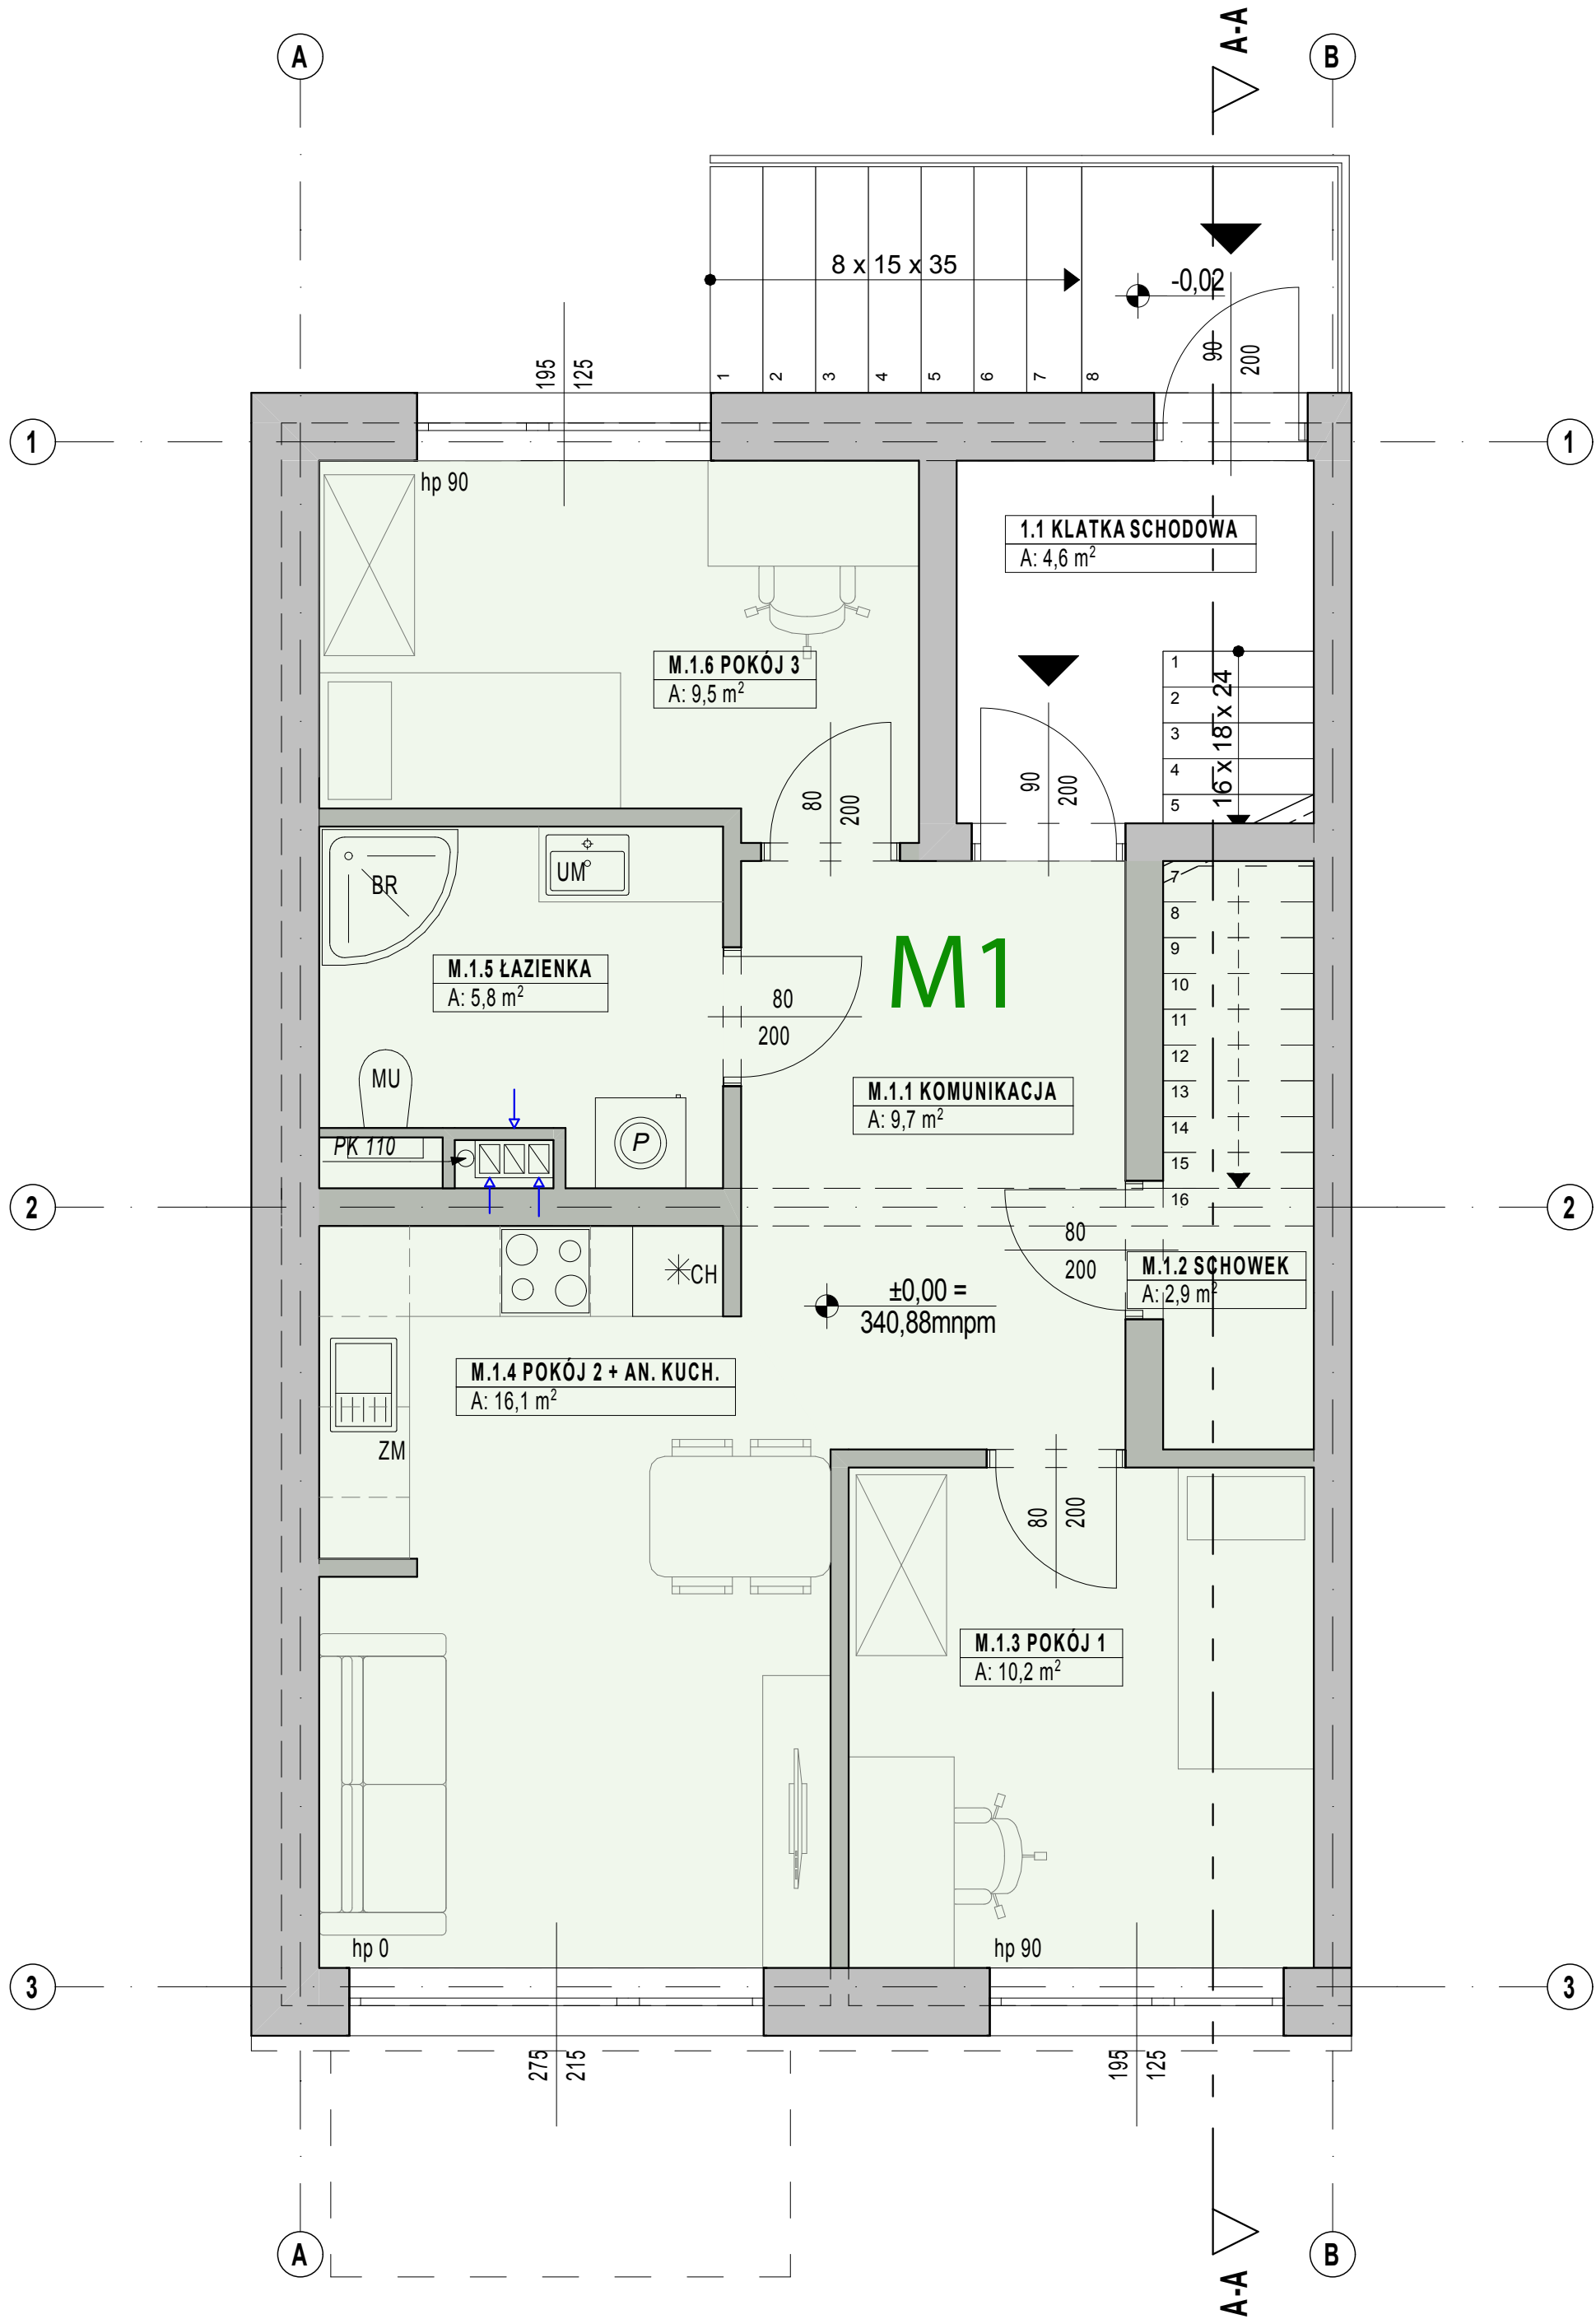 A-A
A
B
8 x 15 x 35
-0,02
195
125
90
200
1
2
3
4
5
6
7
8
1
1
hp 90
1.1 KLATKA SCHODOWA
A: 4,6 m²
M.1.6 POKÓJ 3
A: 9,5 m²
1
2
3
4
5
16 x 18 x 24
80
200
90
200
BR
UM
7
8
9
10
11
12
13
14
15
16
M1
M.1.5 ŁAZIENKA
A: 5,8 m²
80
200
MU
M.1.1 KOMUNIKACJA
A: 9,7 m²
PK 110
P
2
2
80
200
CH
M.1.2 SCHOWEK
A: 2,9 m²
±0,00 =
340,88mnpm
M.1.4 POKÓJ 2 + AN. KUCH.
A: 16,1 m²
ZM
80
200
M.1.3 POKÓJ 1
A: 10,2 m²
hp 0
hp 90
3
3
275
215
195
125
A
B
A-A